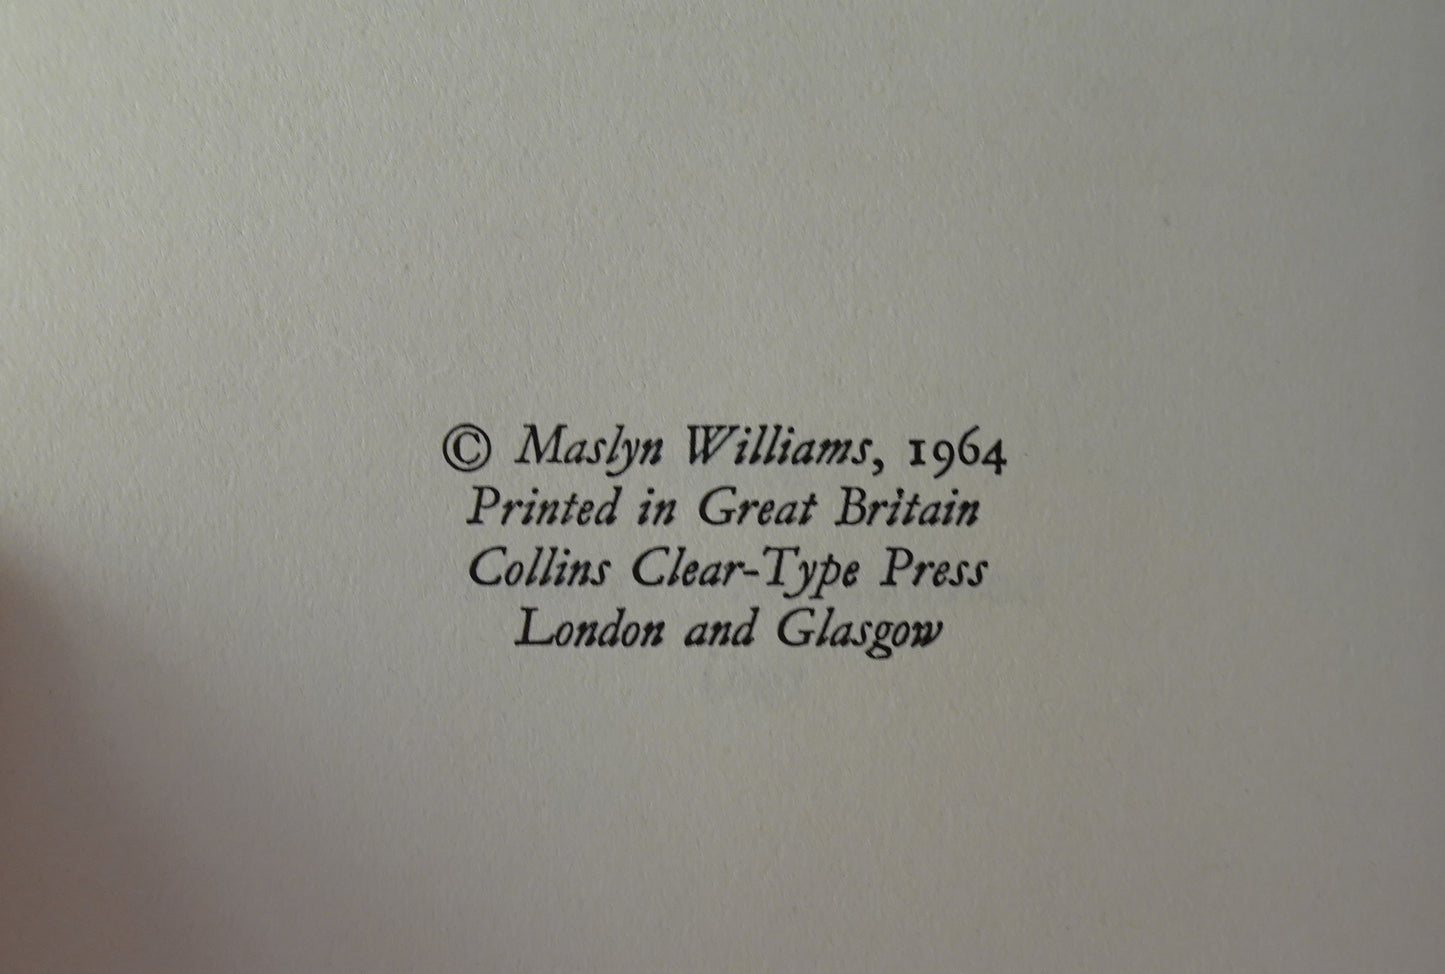 © Maslyn Williams, 1964
Printed in Great Britain
Collins Clear-Type Press
London and Glasgow